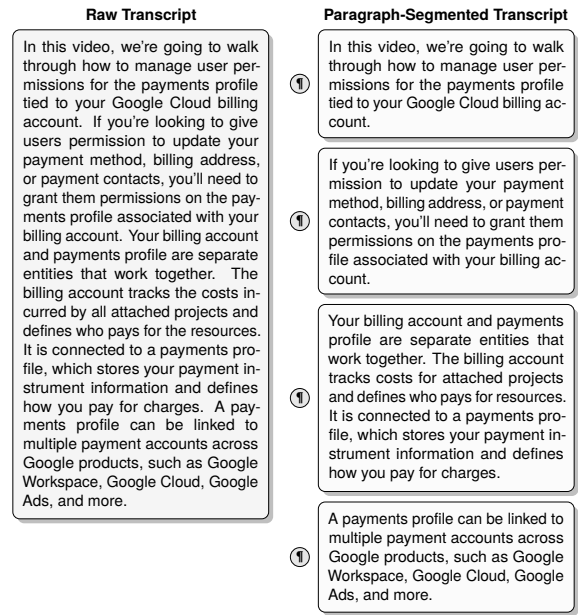 Raw Transcript
In this video, we're going to walk
through how to manage user per-
missions for the payments profile
tied to your Google Cloud billing
account. If you're looking to give
users permission to update your
payment method, billing address,
or payment contacts, you'll need to
grant them permissions on the pay-
ments profile associated with your
billing account. Your billing account
and payments profile are separate
entities that work together. The
billing account tracks the costs in-
curred by all attached projects and
defines who pays for the resources.
It is connected to a payments pro-
file, which stores your payment in-
strument information and defines
how you pay for charges. A pay-
ments profile can be linked to
multiple payment accounts across
Google products, such as Google
Workspace, Google Cloud, Google
Ads, and more.
Paragraph-Segmented Transcript
¶
In this video, we're going to walk
through how to manage user per-
missions for the payments profile
tied to your Google Cloud billing ac-
count.
¶
If you're looking to give users per-
mission to update your payment
method, billing address, or payment
contacts, you'll need to grant them
permissions on the payments pro-
file associated with your billing ac-
count.
¶
Your billing account and payments
profile are separate entities that
work together. The billing account
tracks costs for attached projects
and defines who pays for resources.
It is connected to a payments pro-
file, which stores your payment in-
strument information and defines
how you pay for charges.
¶
A payments profile can be linked to
multiple payment accounts across
Google products, such as Google
Workspace, Google Cloud, Google
Ads, and more.